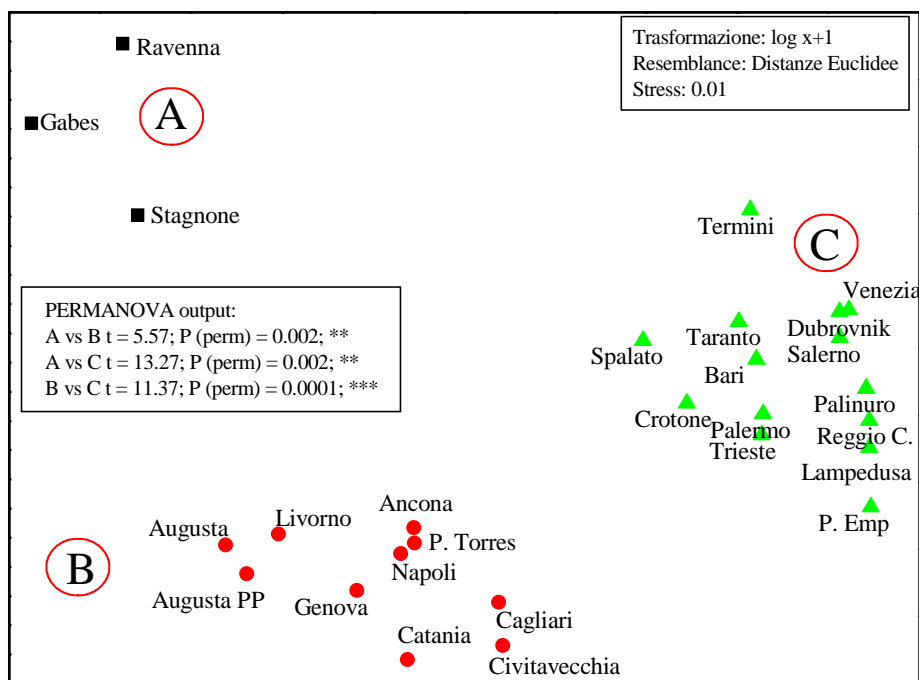 Ravenna
Trasformazione: log x+1
Resemblance: Distanze Euclidee
Stress: 0.01
Gabes
A
Stagnone
Termini
C
PERMANOVA output:
A vs B t = 5.57; P (perm) = 0.002; **
A vs C t = 13.27; P (perm) = 0.002; **
B vs C t = 11.37; P (perm) = 0.0001; ***
Venezia
Dubrovnik
Taranto
Salerno
Spalato
Bari
Palinuro
Crotone
Palermo
Reggio C.
Trieste
Lampedusa
P. Emp
Ancona
Livorno
Augusta
P. Torres
B
Napoli
Augusta PP
Genova
Cagliari
Catania
Civitavecchia